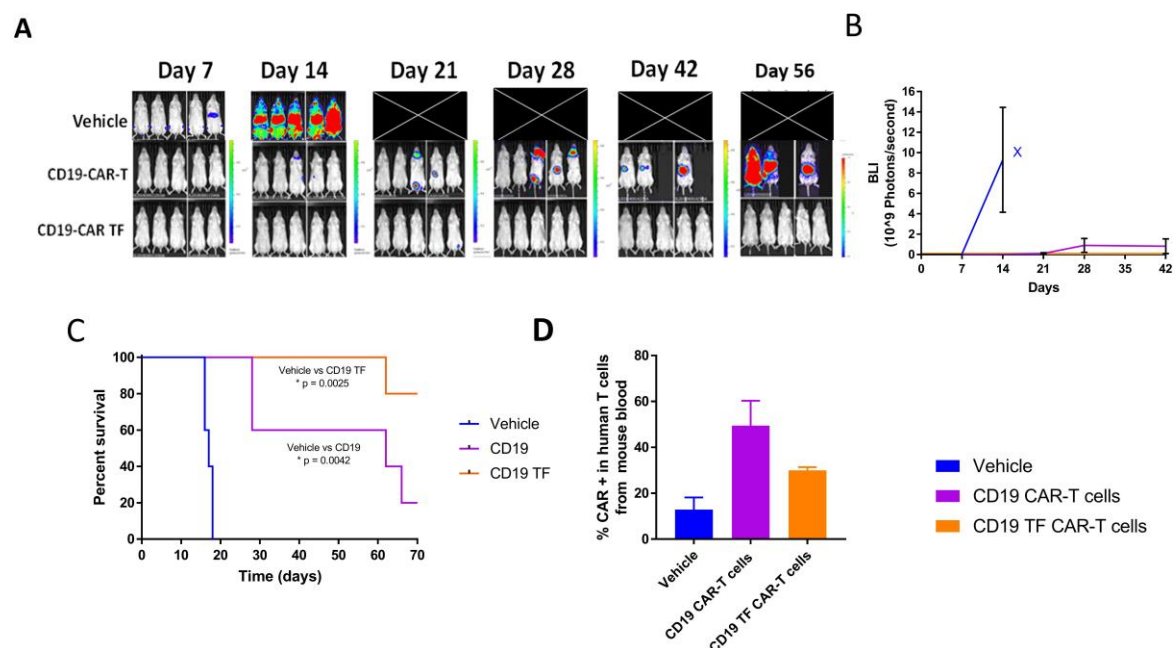 A
Day 7 Day 14 Day 21 Day 28 Day 42 Day 56
Vehicle
CD19-CAR-T
CD19-CAR TF
B
BLI
(10^9 Photons/second)
16
14
12
10
8
6
4
2
0
X
0 7 14 21 28 35 42
Days
C
Percent survival
100
80
60
40
20
0
Vehicle vs CD19 TF
* p = 0.0025
Vehicle vs CD19
* p = 0.0042
0 10 20 30 40 50 60 70
Time (days)
Vehicle
CD19
CD19 TF
D
% CAR + in human T cells
from mouse blood
80
60
40
20
0
Vehicle
CD19 CAR-T cells
CD19 TF CAR-T cells
Vehicle
CD19 CAR-T cells
CD19 TF CAR-T cells